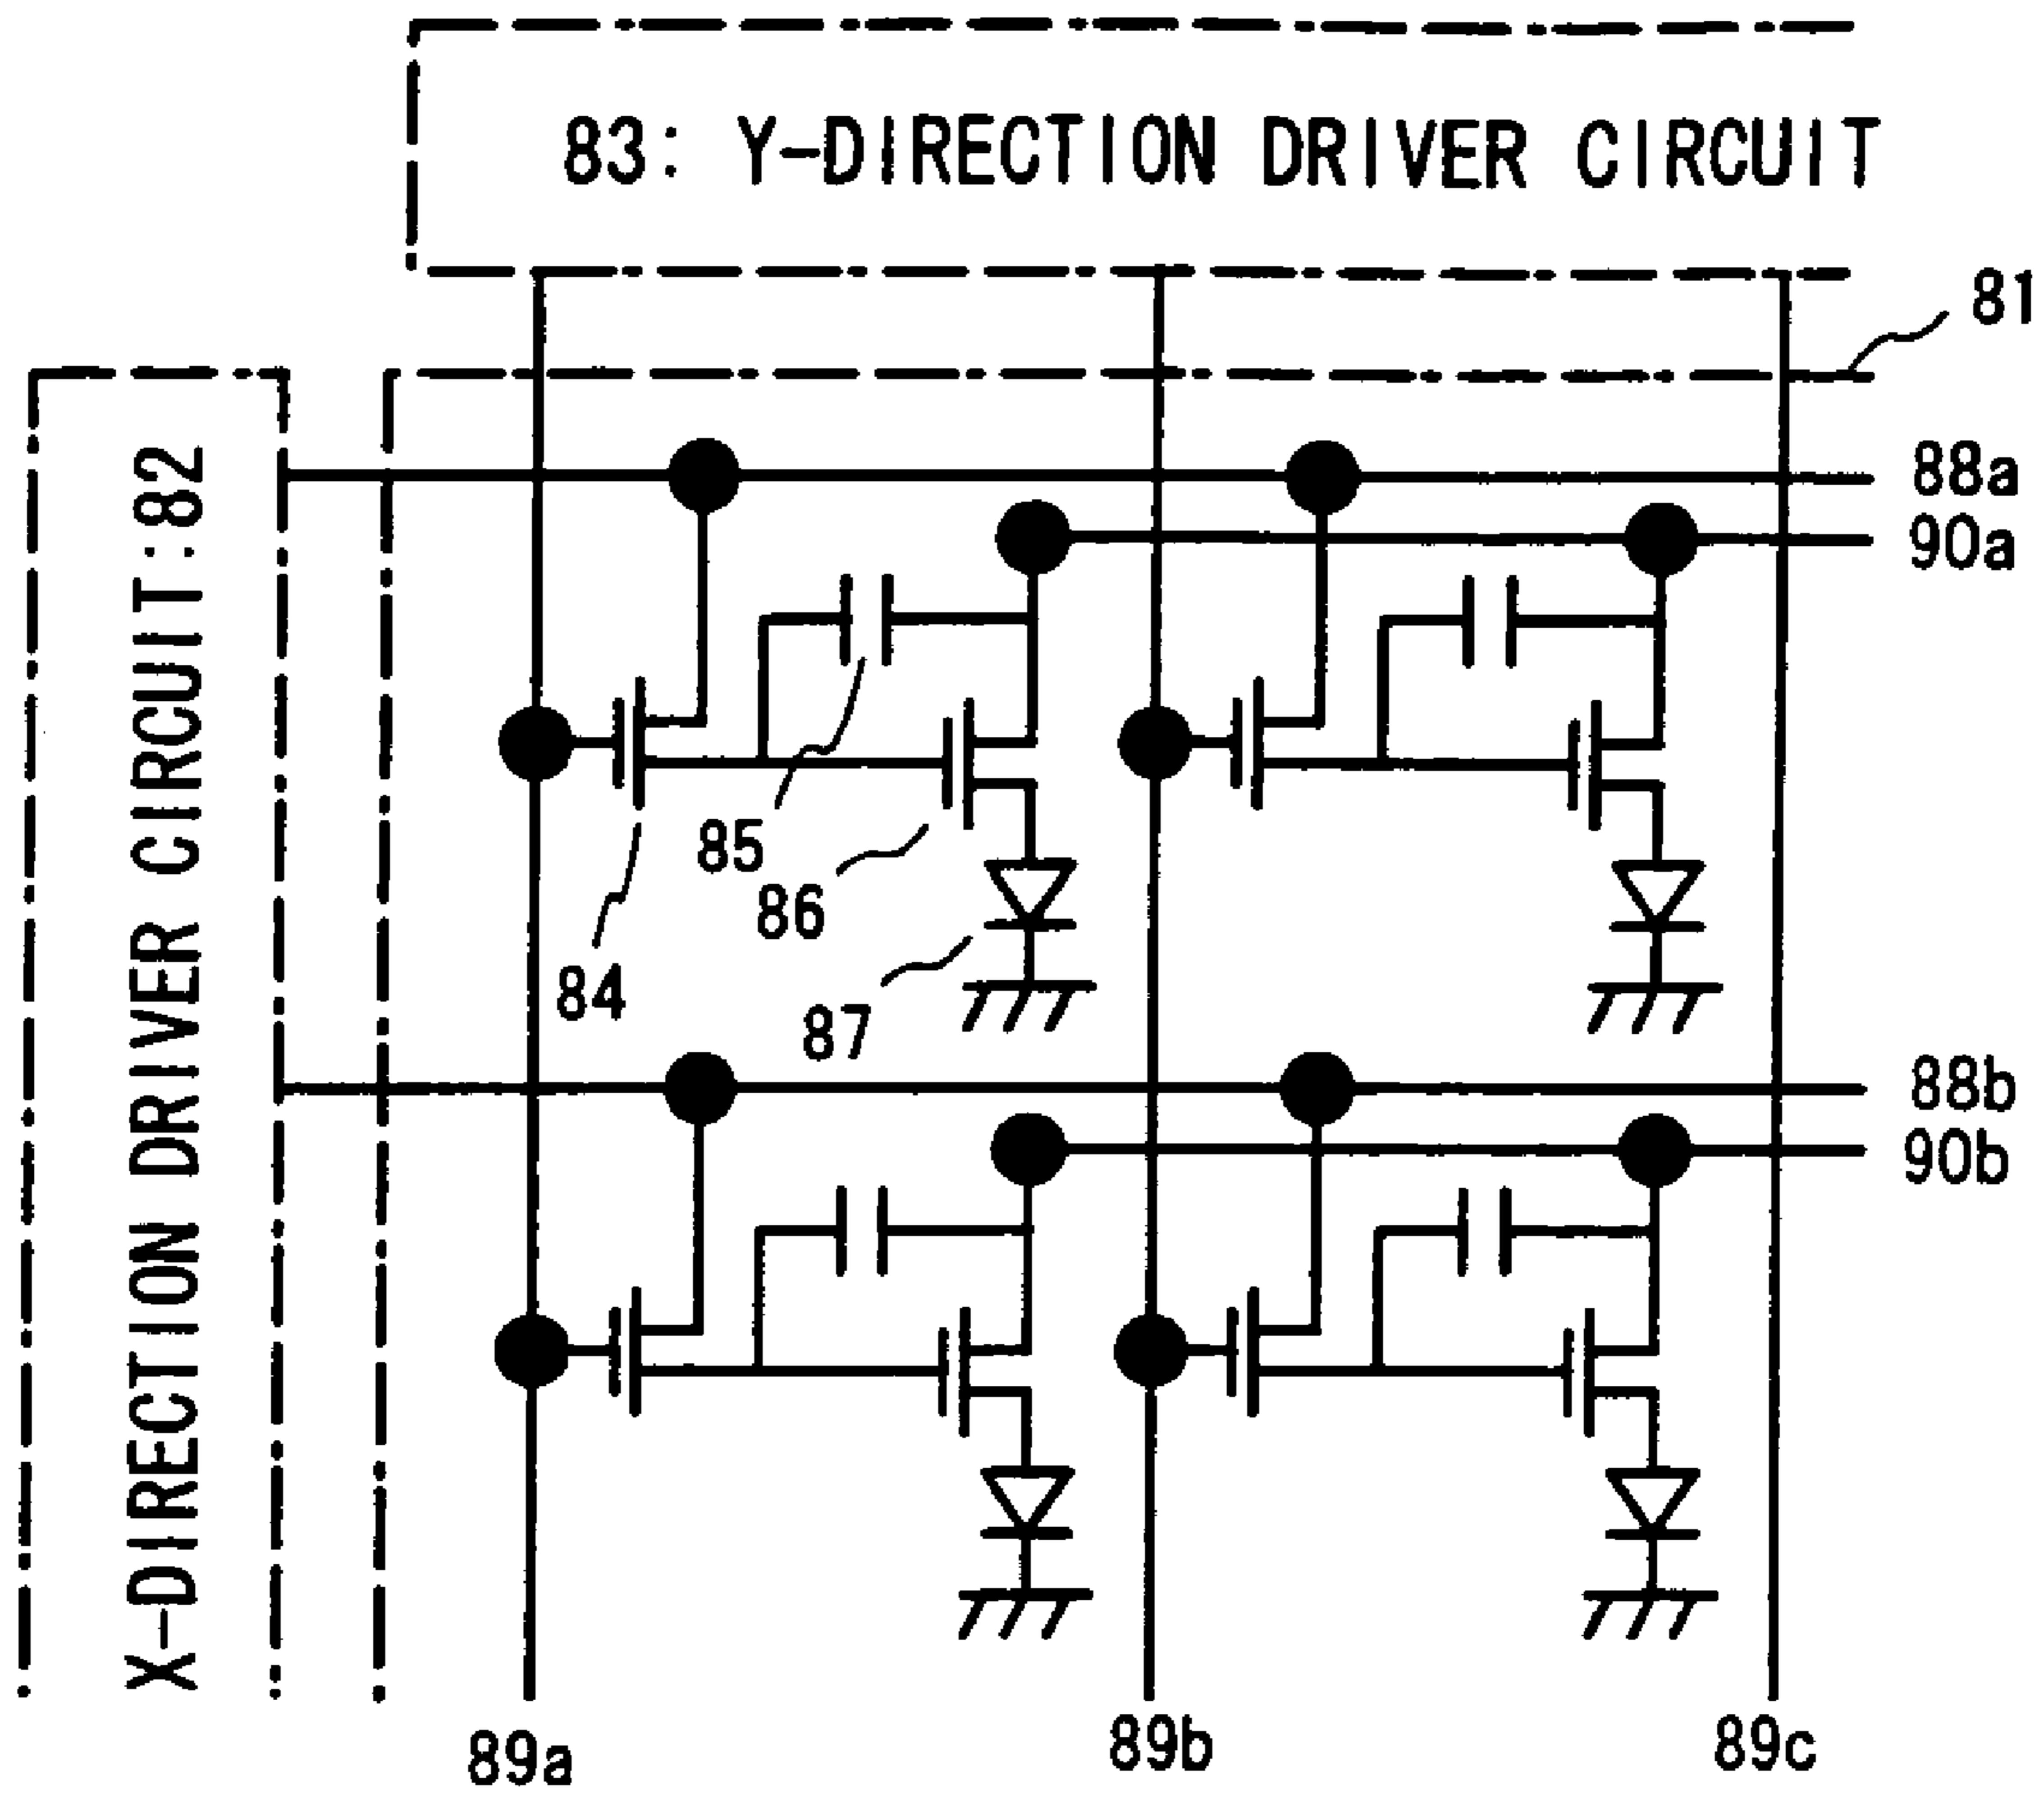 83: Y-DIRECTION DRIVER CIRCUIT
81
X-DIRECTION DRIVER CIRCUIT:82
88a
90a
85
86
84
87
88b
90b
89a
89b
89c